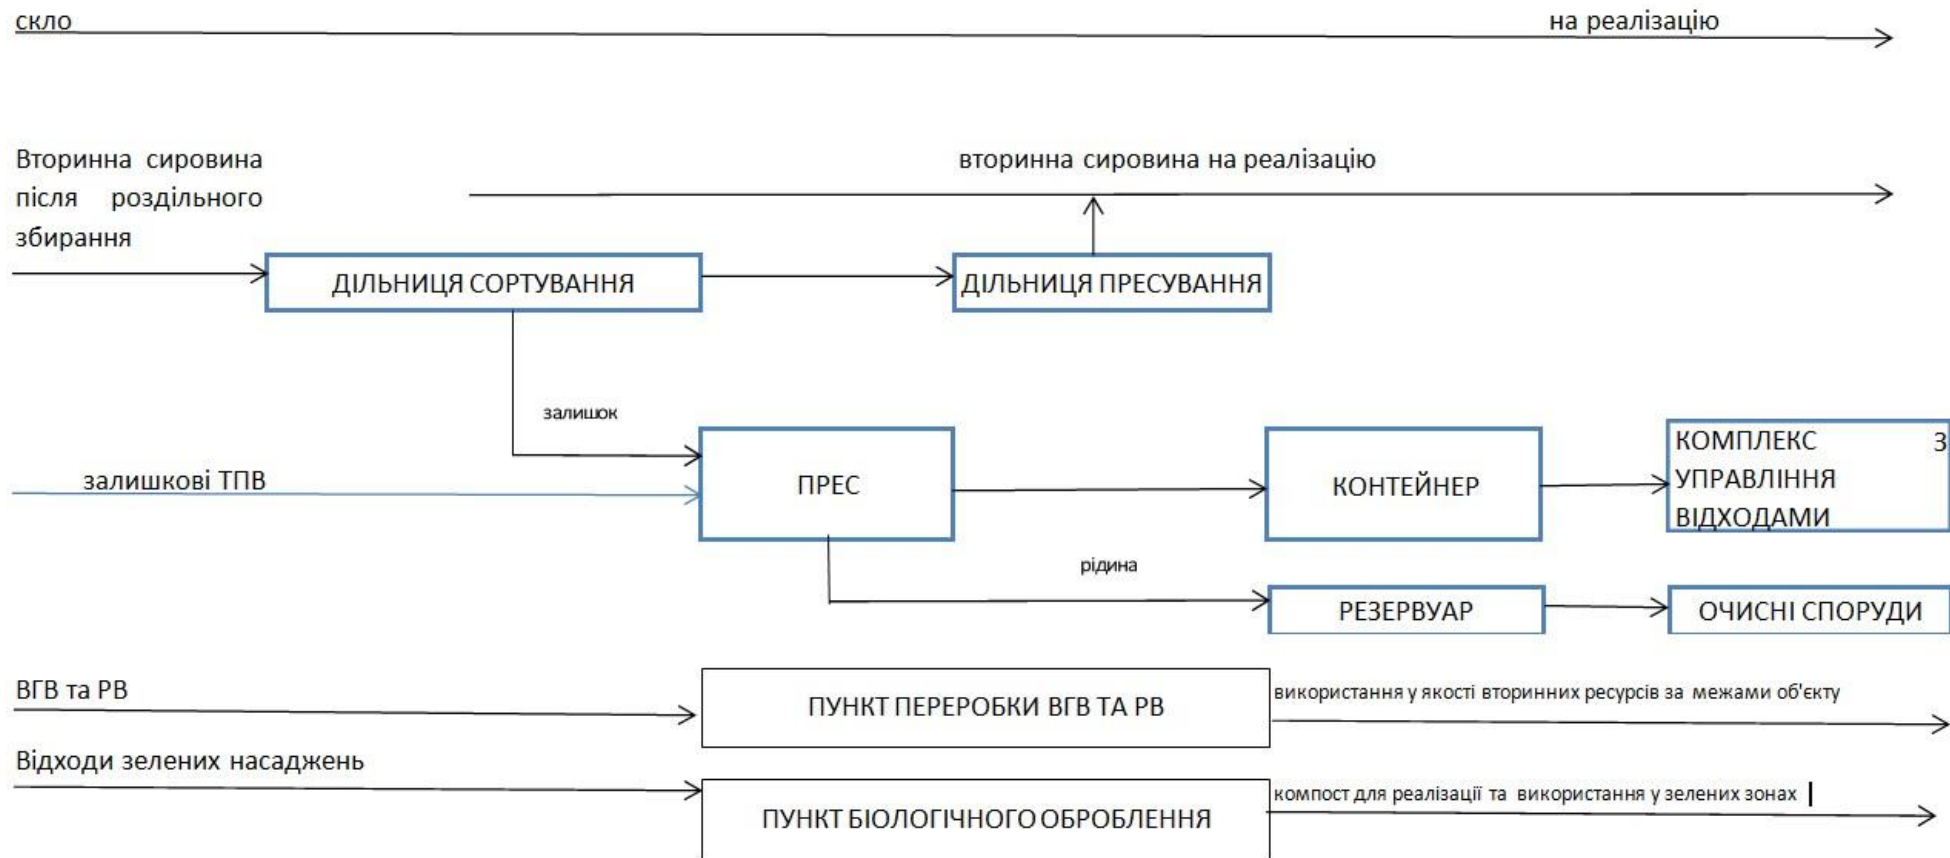 скло
на реалізацію
Вторинна сировина
після роздільного
збирання
вторинна сировина на реалізацію
ДІЛЬНИЦЯ СОРТУВАННЯ
ДІЛЬНИЦЯ ПРЕСУВАННЯ
залишок
залишкові ТПВ
ПРЕС
КОНТЕЙНЕР
КОМПЛЕКС З
УПРАВЛІННЯ
ВІДХОДАМИ
рідина
РЕЗЕРВУАР
ОЧИСНІ СПОРУДИ
ВГВ та РВ
ПУНКТ ПЕРЕРОБКИ ВГВ ТА РВ
використання у якості вторинних ресурсів за межами об'єкту
Відходи зелених насаджень
ПУНКТ БІОЛОГІЧНОГО ОБРОБЛЕННЯ
компост для реалізації та використання у зелених зонах